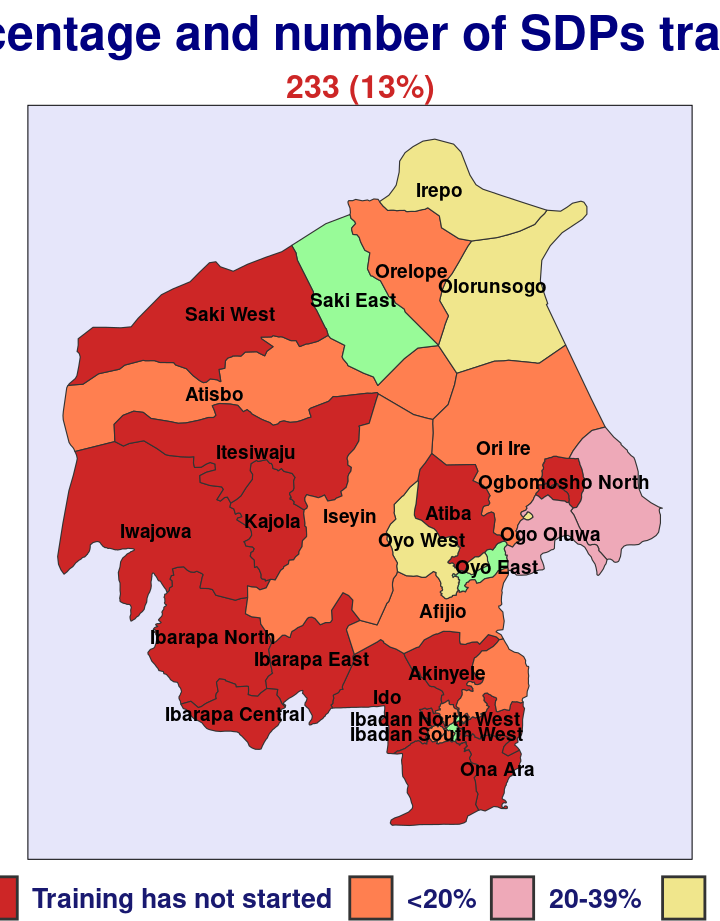 centage and number of SDPs tra
233 (13%)
Irepo
Orelope
Olorunsogo
Saki East
Saki West
Atisbo
Itesiwaju
Ori Ire
Ogbomosho North
Kajola
Iseyin
Atiba
Iwajowa
Oyo West
Ogo Oluwa
Oyo East
Afijio
Ibarapa North
Ibarapa East
Akinyele
Ido
Ibarapa Central
Ibadan North West
Ibadan South West
Ona Ara
Training has not started <20% 20-39%